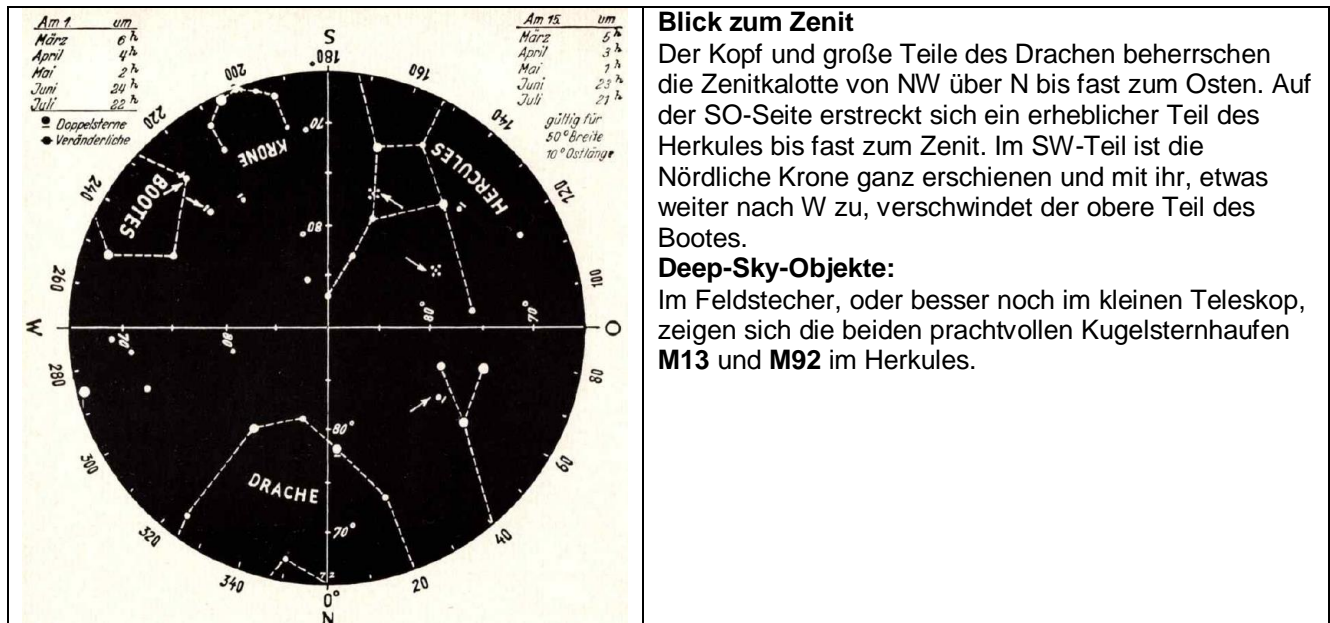 Am 1. um
März 6ʰ
April 4ʰ
Mai 2ʰ
Juni 24ʰ
Juli 22ʰ
Doppelsterne
Veränderliche
Am 15. um
März 5ʰ
April 3ʰ
Mai 1ʰ
Juni 23ʰ
Juli 21ʰ
gültig für
50° Breite
10° Ostlänge
S
180°
200
160
220
140
240
120
260
100
W
O
280
80
300
60
320
40
340
20
0°
N
70
80
80
70
80
70°
80°
70°
KRONE
HERCULES
BOOTES
DRACHE
Blick zum Zenit
Der Kopf und große Teile des Drachen beherrschen
die Zenitkalotte von NW über N bis fast zum Osten. Auf
der SO-Seite erstreckt sich ein erheblicher Teil des
Herkules bis fast zum Zenit. Im SW-Teil ist die
Nördliche Krone ganz erschienen und mit ihr, etwas
weiter nach W zu, verschwindet der obere Teil des
Bootes.
Deep-Sky-Objekte:
Im Feldstecher, oder besser noch im kleinen Teleskop,
zeigen sich die beiden prachtvollen Kugelsternhaufen
M13 und M92 im Herkules.